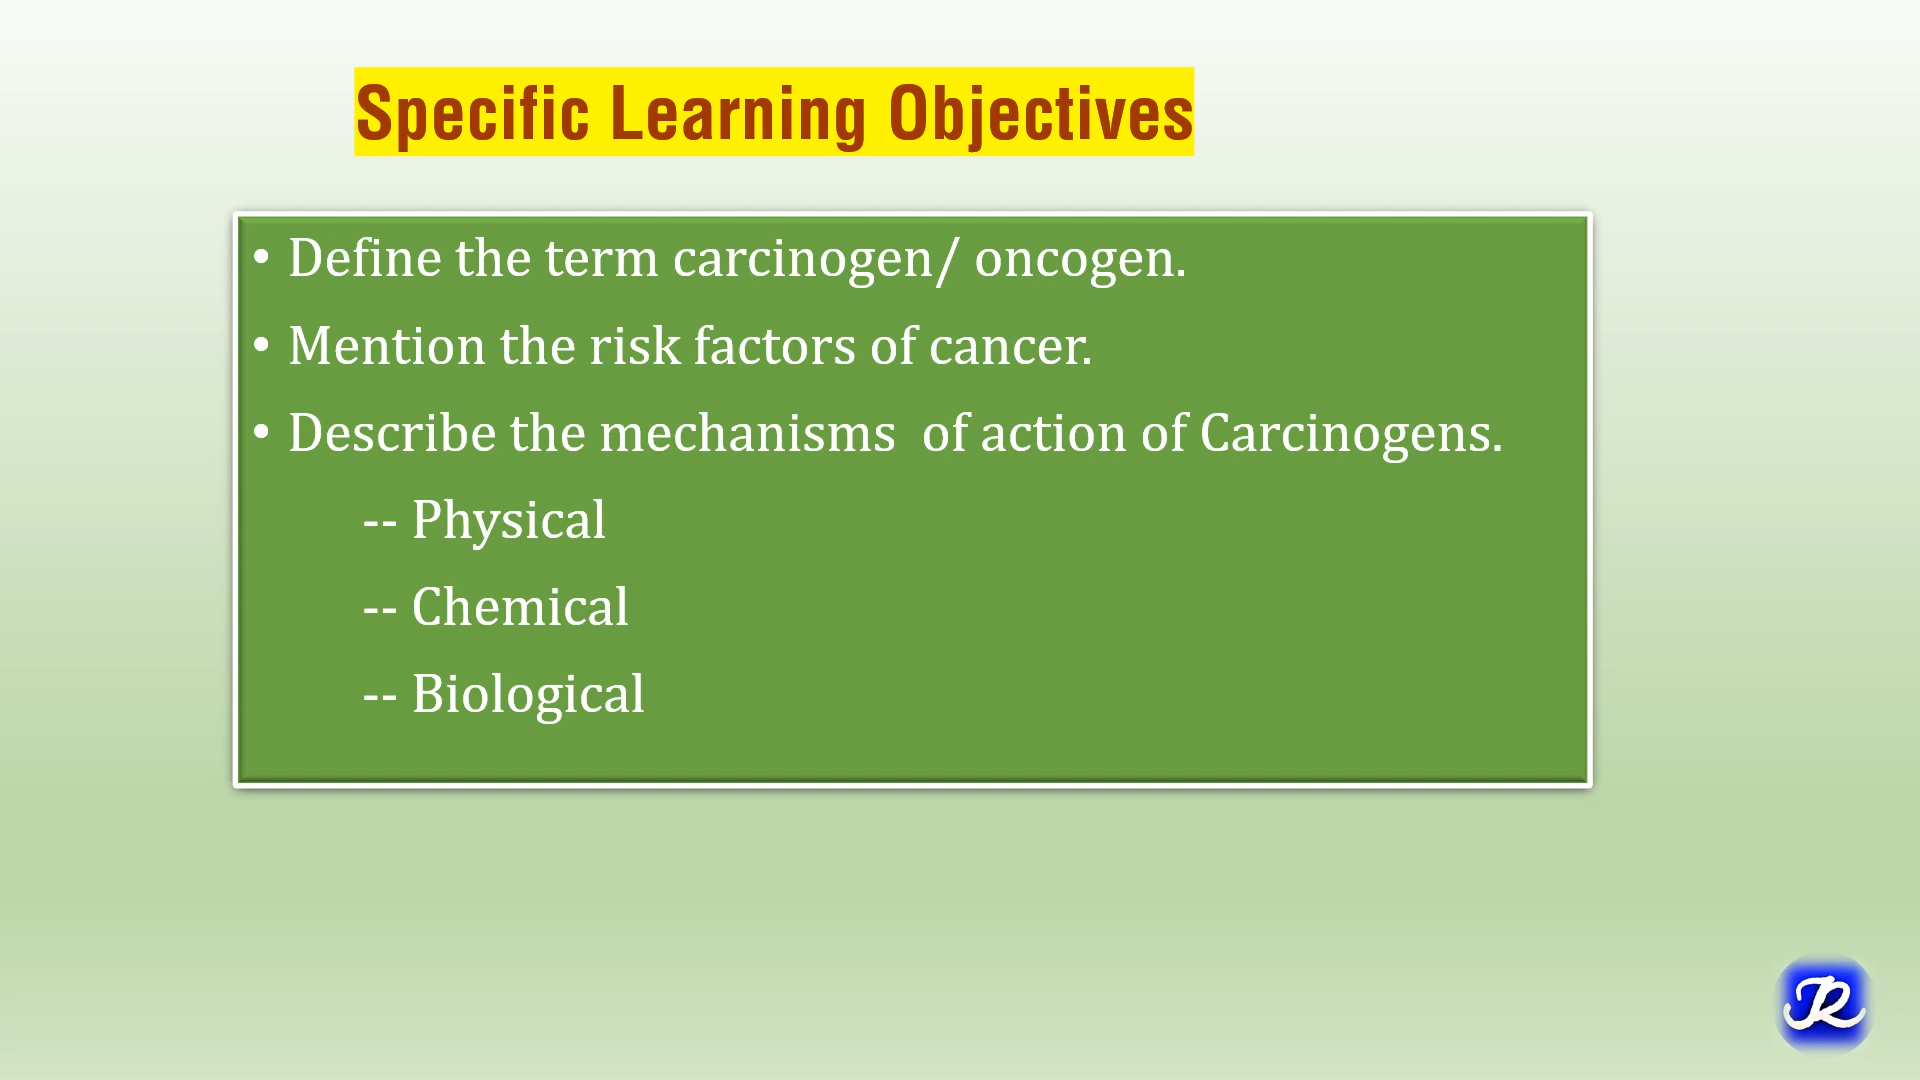 Specific Learning Objectives
• Define the term carcinogen/ oncogen.
• Mention the risk factors of cancer.
• Describe the mechanisms  of action of Carcinogens.
-- Physical
-- Chemical
-- Biological